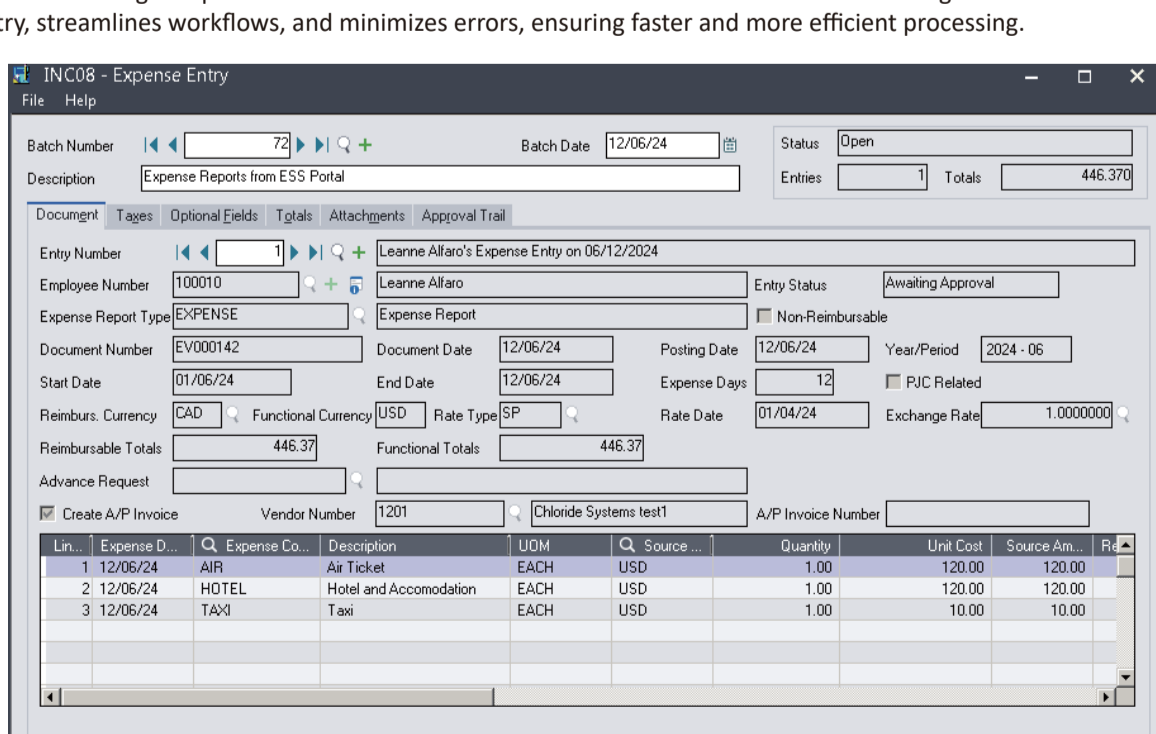 try, streamlines workflows, and minimizes errors, ensuring faster and more efficient processing.
INC08 - Expense Entry
File Help
Batch Number 72 Batch Date 12/06/24 Status Open
Description Expense Reports from ESS Portal Entries 1 Totals 446.370
Document Taxes Optional Fields Totals Attachments Approval Trail
Entry Number 1 Leanne Alfaro's Expense Entry on 06/12/2024
Employee Number 100010 Leanne Alfaro Entry Status Awaiting Approval
Expense Report Type EXPENSE Expense Report Non-Reimbursable
Document Number EV000142 Document Date 12/06/24 Posting Date 12/06/24 Year/Period 2024 - 06
Start Date 01/06/24 End Date 12/06/24 Expense Days 12 PJC Related
Reimburs. Currency CAD Functional Currency USD Rate Type SP Rate Date 01/04/24 Exchange Rate 1.0000000
Reimbursable Totals 446.37 Functional Totals 446.37
Advance Request
Create A/P Invoice Vendor Number 1201 Chloride Systems test1 A/P Invoice Number
Lin... Expense D... Expense Co... Description UOM Source ... Quantity Unit Cost Source Am... Re
1 12/06/24 AIR Air Ticket EACH USD 1.00 120.00 120.00
2 12/06/24 HOTEL Hotel and Accomodation EACH USD 1.00 120.00 120.00
3 12/06/24 TAXI Taxi EACH USD 1.00 10.00 10.00